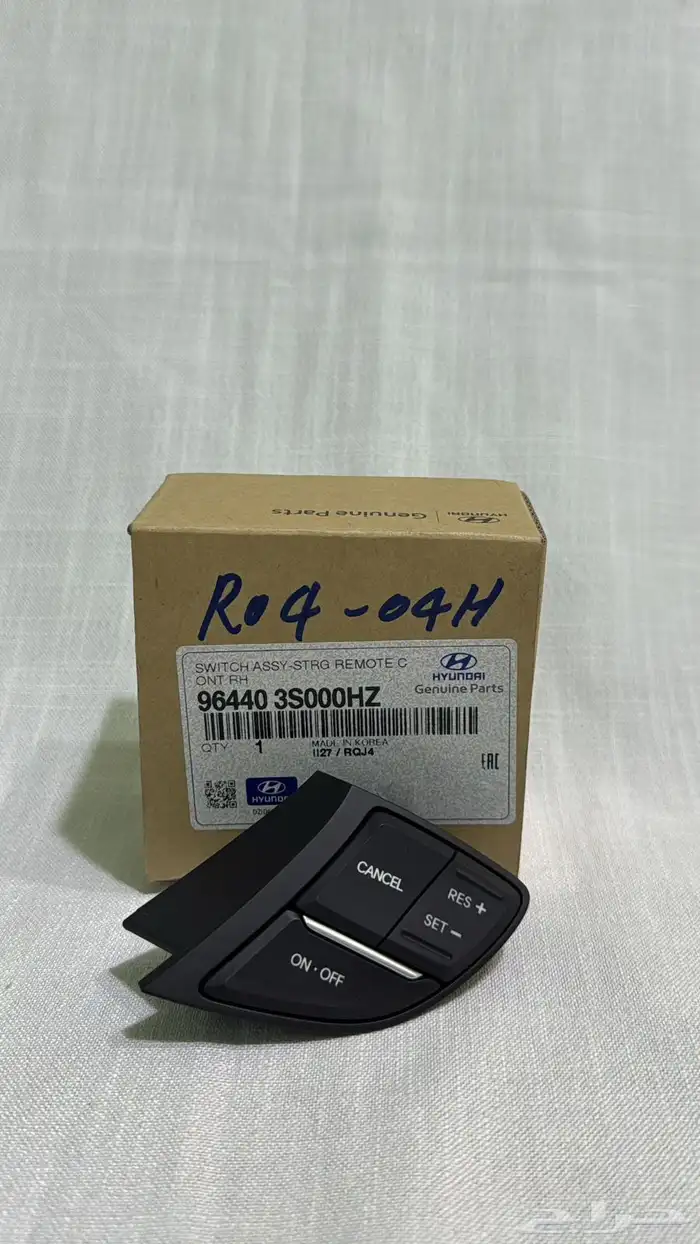 Genuine Parts | HYUNDAI
R04-04H
SWITCH ASSY-STRG REMOTE C
ONT RH
96440 3S000HZ
HYUNDAI
Genuine Parts
QTY 1
MADE IN KOREA
1127 / RQJ4
EAC
HYUNDAI
CANCEL
RES +
SET -
ON · OFF
حراج